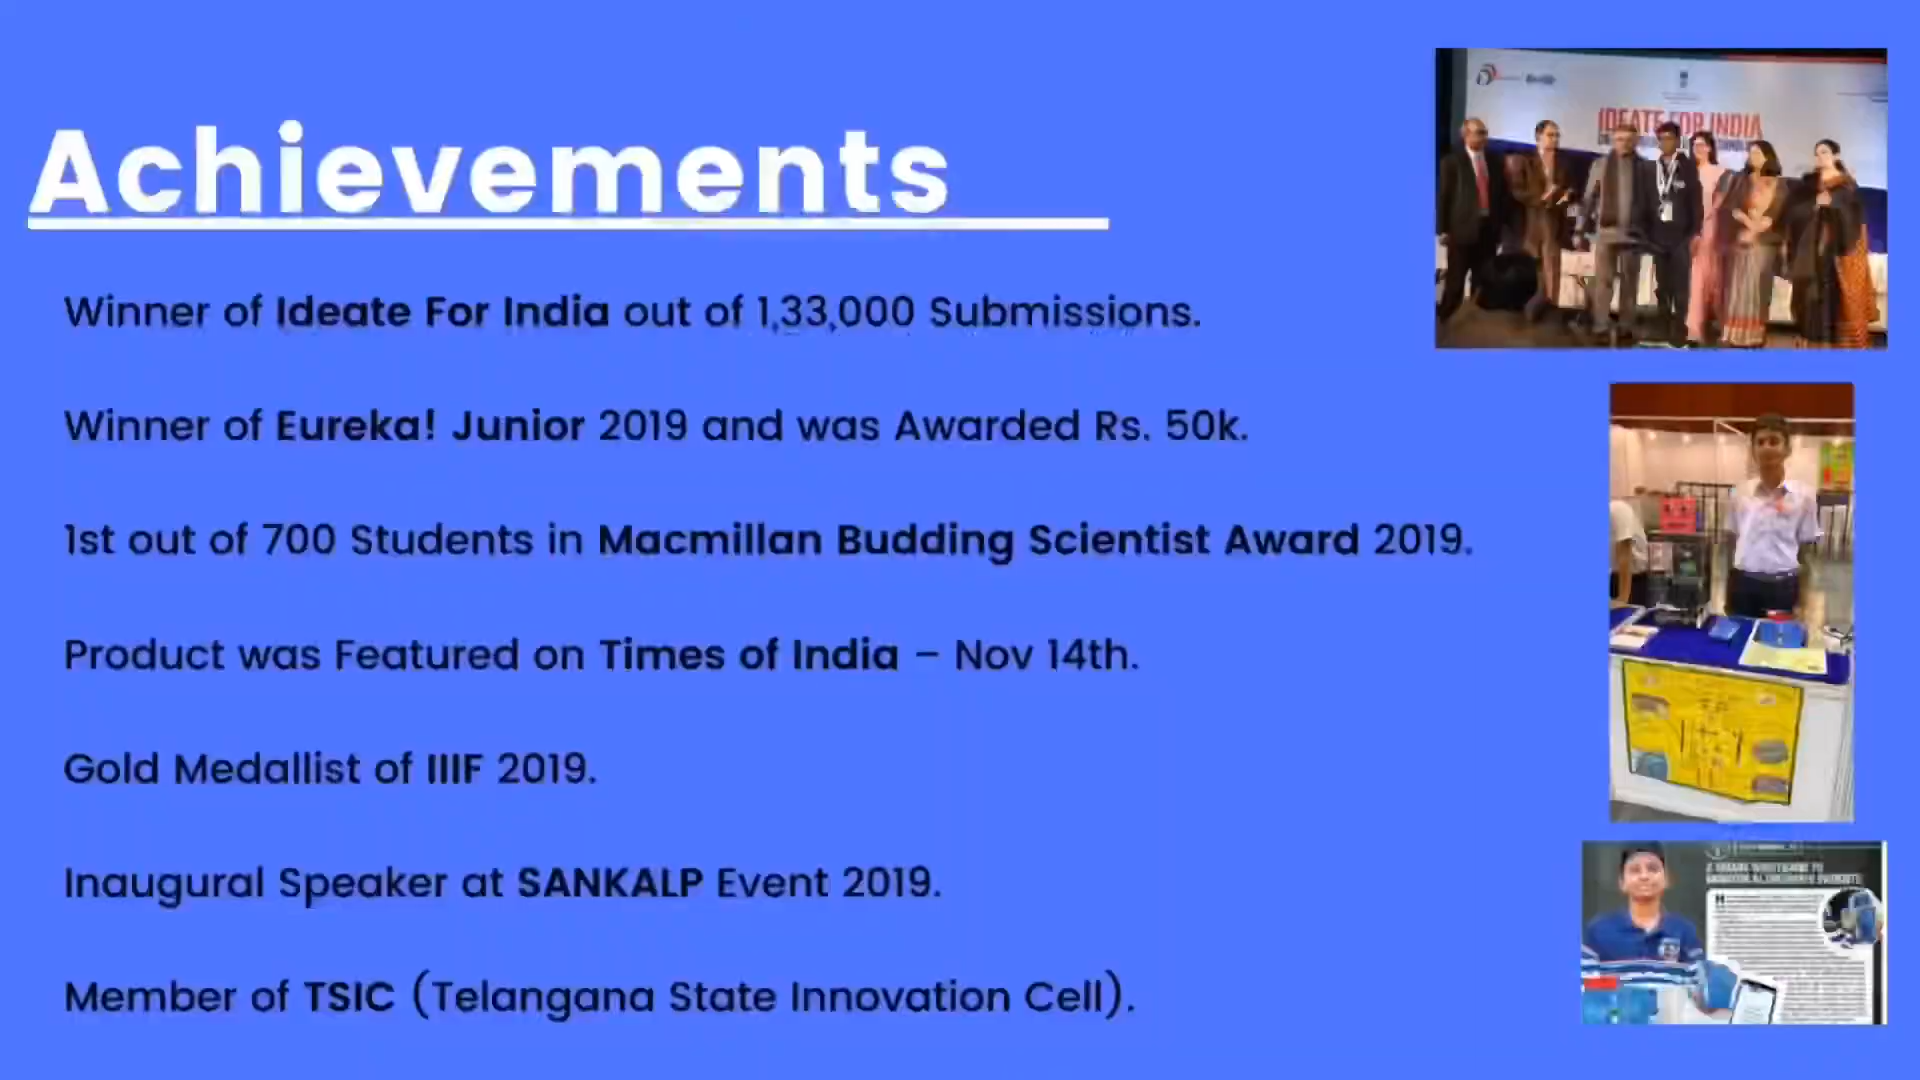 Achievements
Winner of Ideate For India out of 1,33,000 Submissions.
Winner of Eureka! Junior 2019 and was Awarded Rs. 50k.
1st out of 700 Students in Macmillan Budding Scientist Award 2019.
Product was Featured on Times of India – Nov 14th.
Gold Medallist of IIIF 2019.
Inaugural Speaker at SANKALP Event 2019.
Member of TSIC (Telangana State Innovation Cell).
IDEATE FOR INDIA